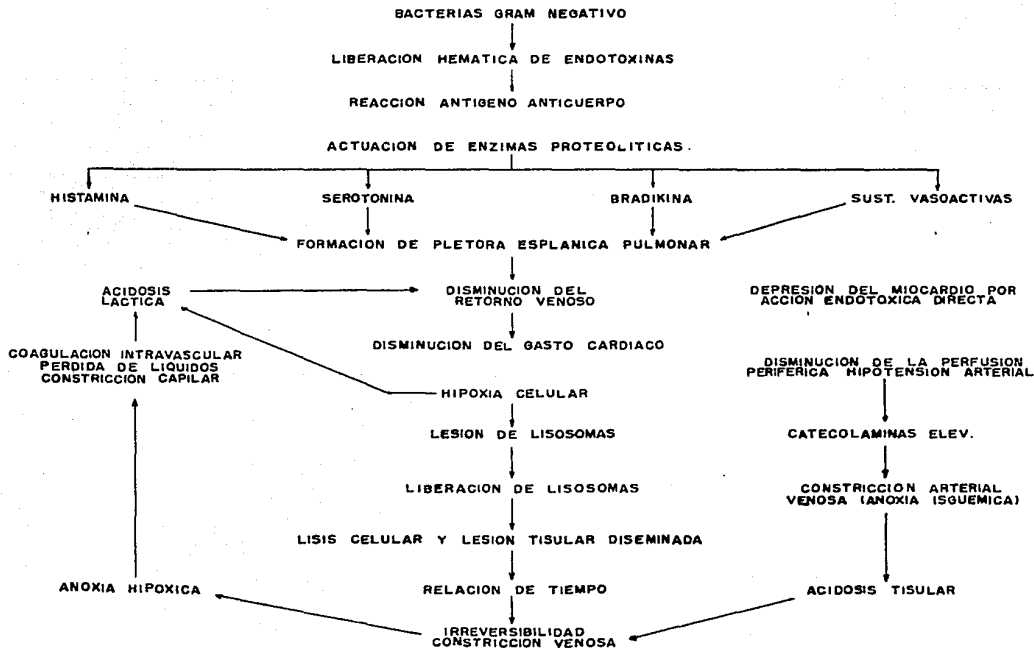 BACTERIAS GRAM NEGATIVO
LIBERACION HEMATICA DE ENDOTOXINAS
REACCION ANTIGENO ANTICUERPO
ACTUACION DE ENZIMAS PROTEOLITICAS.
HISTAMINA
SEROTONINA
BRADIKINA
SUST. VASOACTIVAS
FORMACION DE PLETORA ESPLANICA PULMONAR
ACIDOSIS
LACTICA
DISMINUCION DEL
RETORNO VENOSO
DEPRESION DEL MIOCARDIO POR
ACCION ENDOTOXICA DIRECTA
DISMINUCION DEL GASTO CARDIACO
COAGULACION INTRAVASCULAR
PERDIDA DE LIQUIDOS
CONSTRICCION CAPILAR
DISMINUCION DE LA PERFUSION
PERIFERICA HIPOTENSION ARTERIAL
HIPOXIA CELULAR
LESION DE LISOSOMAS
CATECOLAMINAS ELEV.
LIBERACION DE LISOSOMAS
CONSTRICCION ARTERIAL
VENOSA (ANOXIA ISGUEMICA)
LISIS CELULAR Y LESION TISULAR DISEMINADA
ANOXIA HIPOXICA
RELACION DE TIEMPO
ACIDOSIS TISULAR
IRREVERSIBILIDAD
CONSTRICCION VENOSA